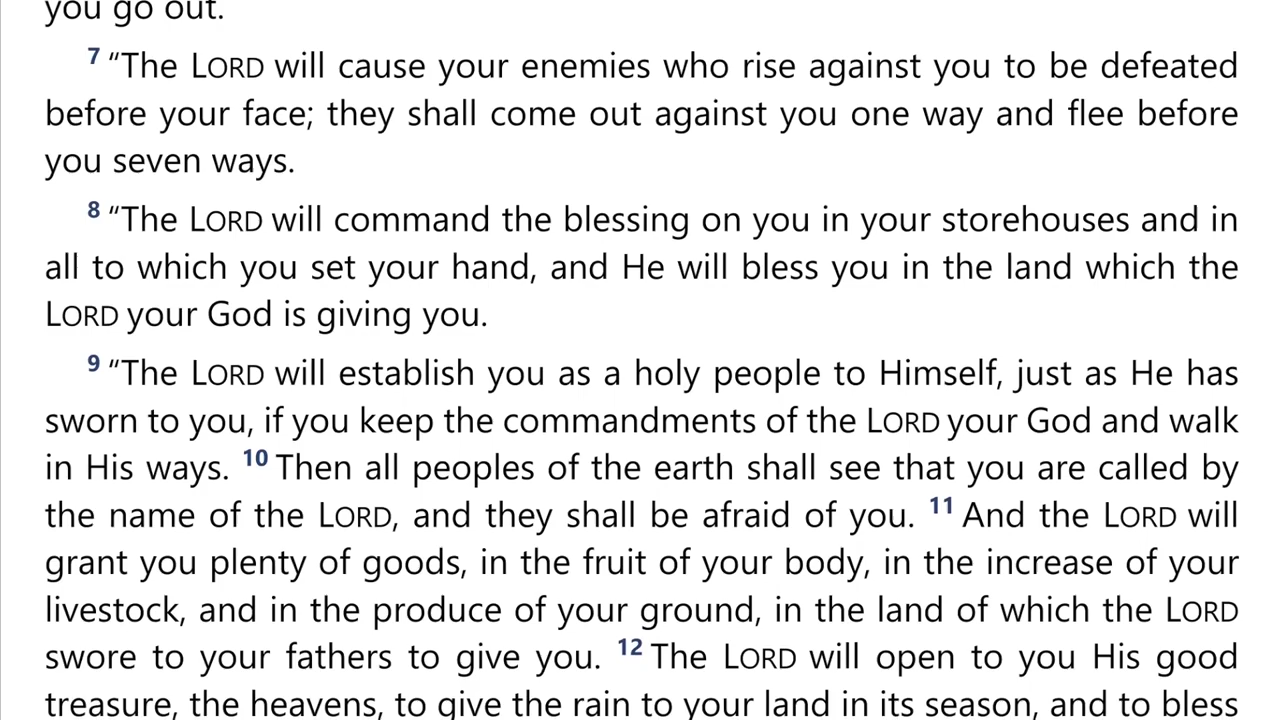 you go out.
7 "The LORD will cause your enemies who rise against you to be defeated
before your face; they shall come out against you one way and flee before
you seven ways.
8 "The LORD will command the blessing on you in your storehouses and in
all to which you set your hand, and He will bless you in the land which the
LORD your God is giving you.
9 "The LORD will establish you as a holy people to Himself, just as He has
sworn to you, if you keep the commandments of the LORD your God and walk
in His ways. 10 Then all peoples of the earth shall see that you are called by
the name of the LORD, and they shall be afraid of you. 11 And the LORD will
grant you plenty of goods, in the fruit of your body, in the increase of your
livestock, and in the produce of your ground, in the land of which the LORD
swore to your fathers to give you. 12 The LORD will open to you His good
treasure, the heavens, to give the rain to your land in its season, and to bless